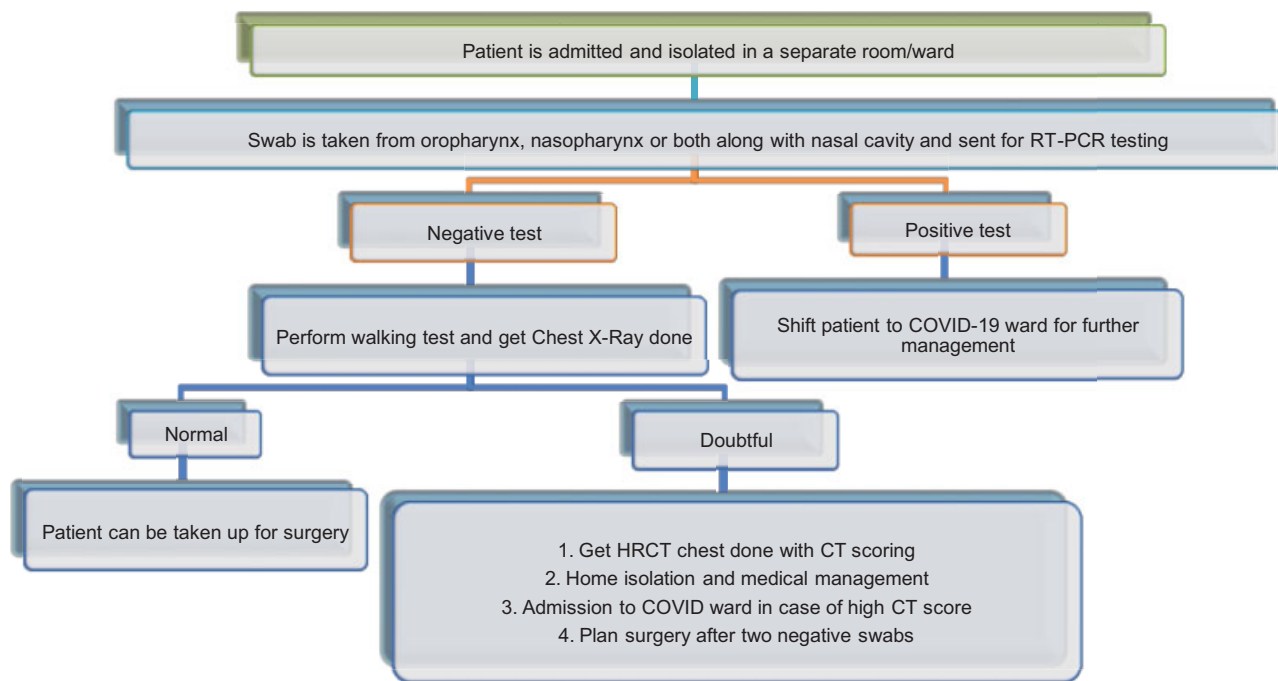 Patient is admitted and isolated in a separate room/ward
Swab is taken from oropharynx, nasopharynx or both along with nasal cavity and sent for RT-PCR testing
Negative test
Positive test
Perform walking test and get Chest X-Ray done
Shift patient to COVID-19 ward for further
management
Normal
Doubtful
Patient can be taken up for surgery
1. Get HRCT chest done with CT scoring
2. Home isolation and medical management
3. Admission to COVID ward in case of high CT score
4. Plan surgery after two negative swabs